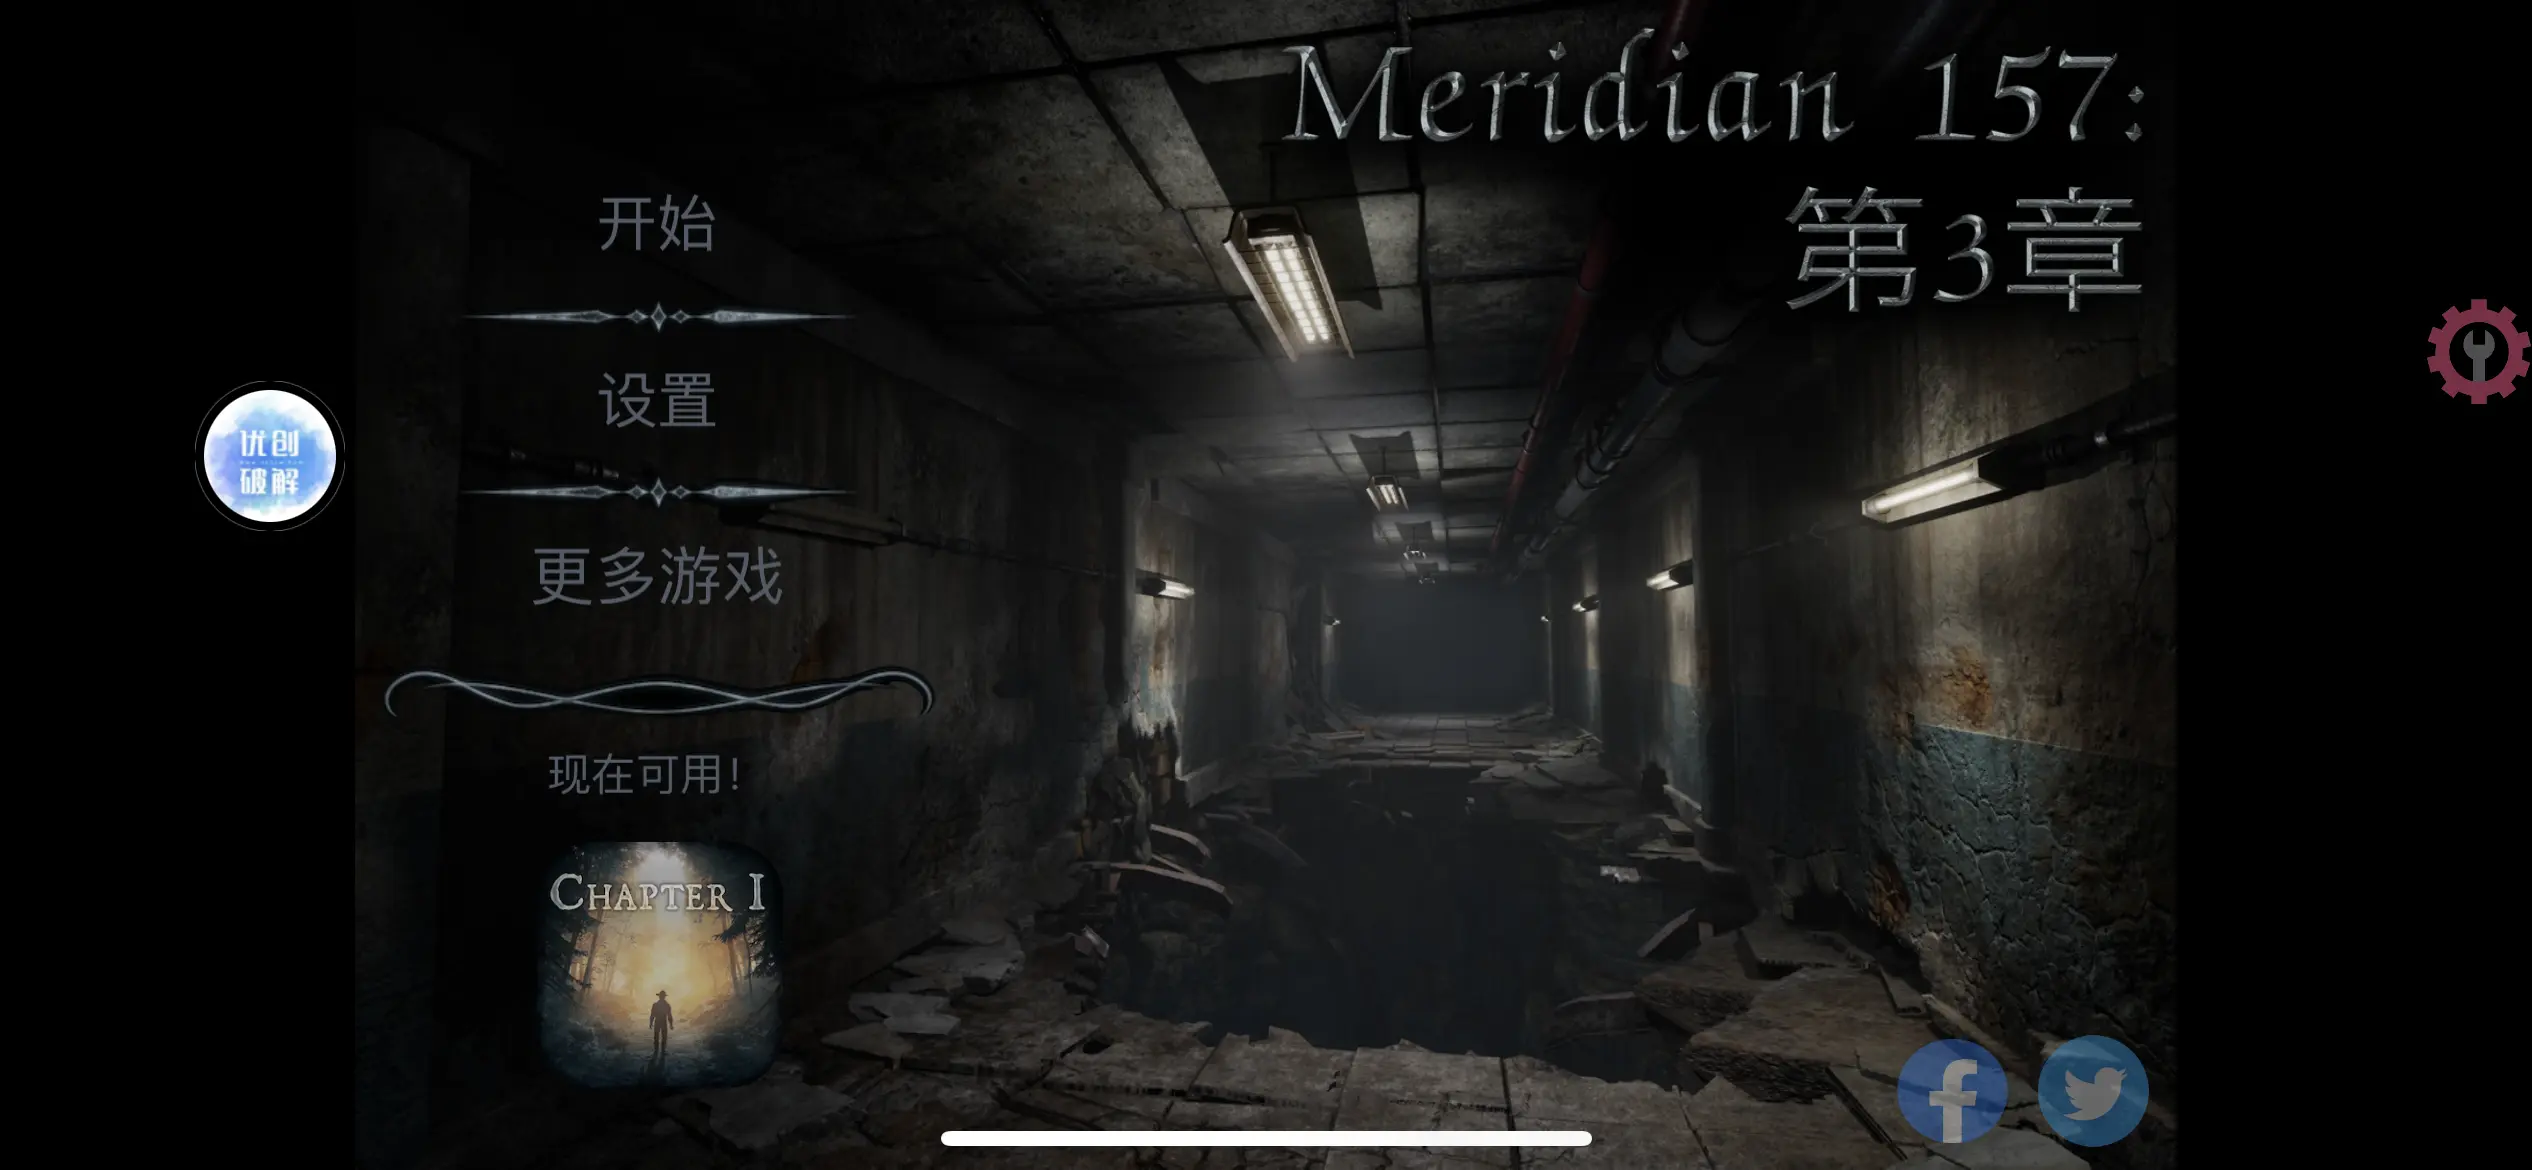 Meridian 157:
第3章
开始
设置
更多游戏
现在可用！
CHAPTER I
优创
破解